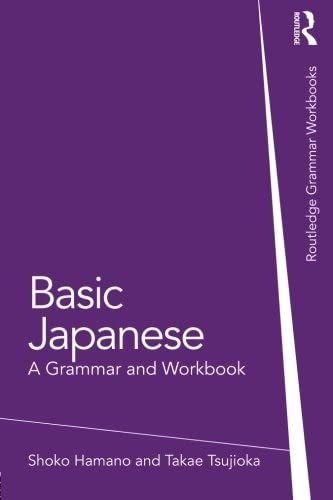 ROUTLEDGE
Routledge Grammar Workbooks
Basic
Japanese
A Grammar and Workbook
Shoko Hamano and Takae Tsujioka